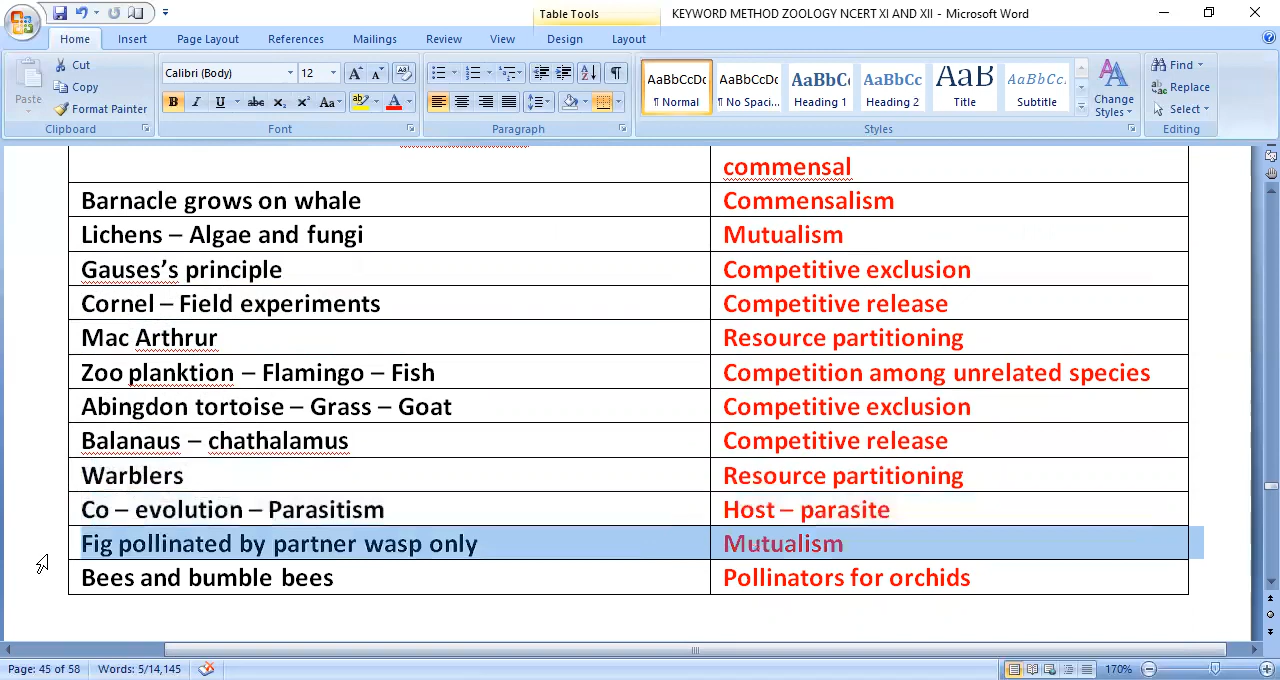 Table Tools
KEYWORD METHOD ZOOLOGY NCERT XI AND XII - Microsoft Word
Home Insert Page Layout References Mailings Review View Design Layout
Paste
Cut
Copy
Format Painter
Clipboard
Calibri (Body) 12
Font
Paragraph
AaBbCcDc AaBbCcDc AaBbC AaBbCc AaB AaBbCc.
¶ Normal ¶ No Spaci... Heading 1 Heading 2 Title Subtitle
Change Styles
Styles
Find
Replace
Select
Editing
commensal
Barnacle grows on whale Commensalism
Lichens – Algae and fungi Mutualism
Gauses’s principle Competitive exclusion
Cornel – Field experiments Competitive release
Mac Arthrur Resource partitioning
Zoo planktion – Flamingo – Fish Competition among unrelated species
Abingdon tortoise – Grass – Goat Competitive exclusion
Balanaus – chathalamus Competitive release
Warblers Resource partitioning
Co – evolution – Parasitism Host – parasite
Fig pollinated by partner wasp only Mutualism
Bees and bumble bees Pollinators for orchids
Page: 45 of 58 Words: 5/14,145 170%